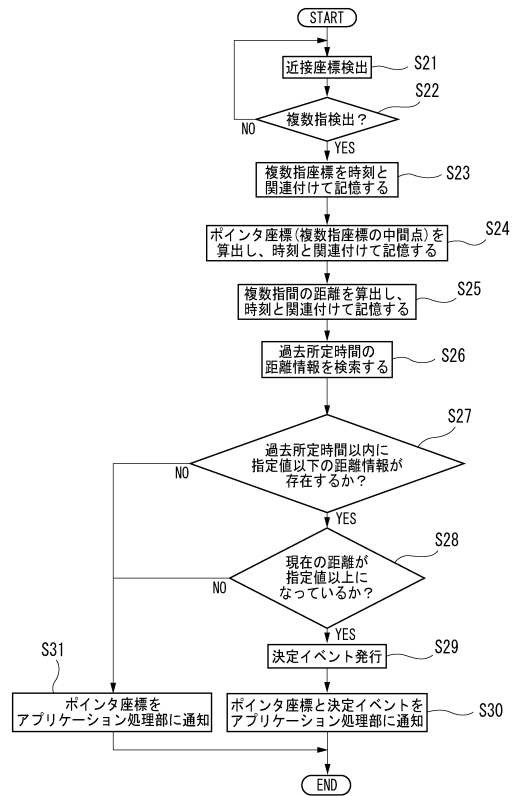 START
近接座標検出
S21
複数指検出？
S22
NO
YES
複数指座標を時刻と
関連付けて記憶する
S23
ポインタ座標(複数指座標の中間点)を
算出し、時刻と関連付けて記憶する
S24
複数指間の距離を算出し、
時刻と関連付けて記憶する
S25
過去所定時間の
距離情報を検索する
S26
過去所定時間以内に
指定値以下の距離情報が
存在するか？
S27
NO
YES
現在の距離が
指定値以上に
なっているか？
S28
NO
YES
決定イベント発行
S29
S31
ポインタ座標を
アプリケーション処理部に通知
ポインタ座標と決定イベントを
アプリケーション処理部に通知
S30
END